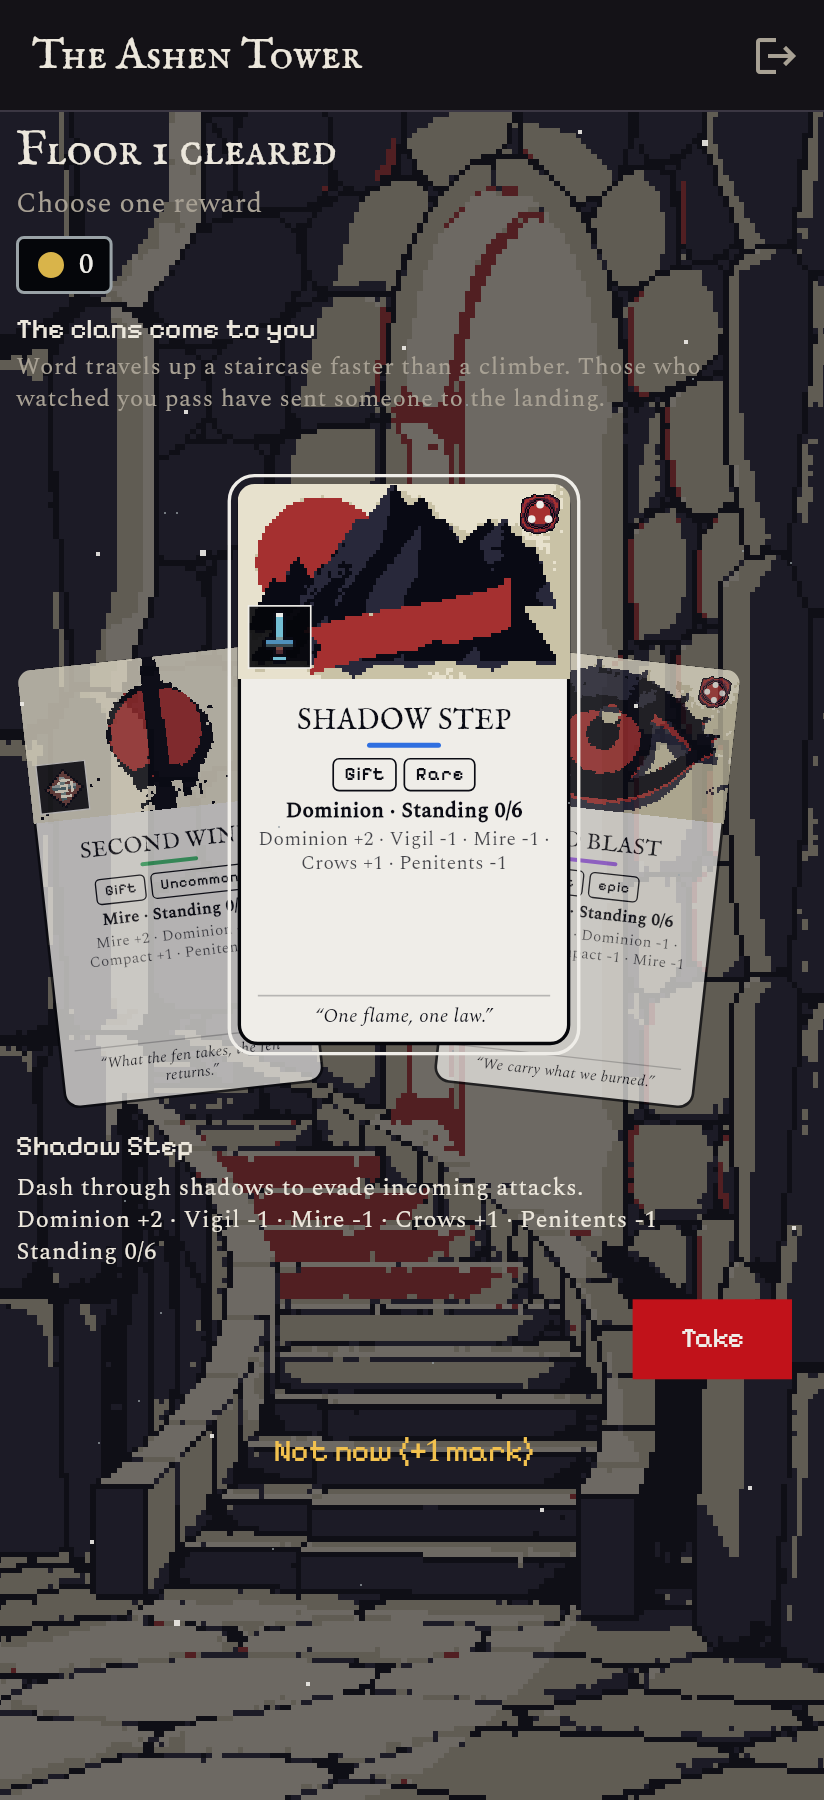 The Ashen Tower
Floor 1 cleared
Choose one reward
0
The clans come to you
Word travels up a staircase faster than a climber. Those who
watched you pass have sent someone to the landing.
SECOND WIN
Gift Uncommon
Mire · Standing 0/
Mire +2 · Dominion
Compact +1 · Peniten
“What the fen takes, the fen
returns.”
SHADOW STEP
Gift Rare
Dominion · Standing 0/6
Dominion +2 · Vigil -1 · Mire -1 ·
Crows +1 · Penitents -1
“One flame, one law.”
BLAST
epic
· Standing 0/6
· Dominion -1 ·
-1 · Mire -1
“We carry what we burned.”
Shadow Step
Dash through shadows to evade incoming attacks.
Dominion +2 · Vigil -1 · Mire -1 · Crows +1 · Penitents -1
Standing 0/6
Take
Not now (+1 mark)